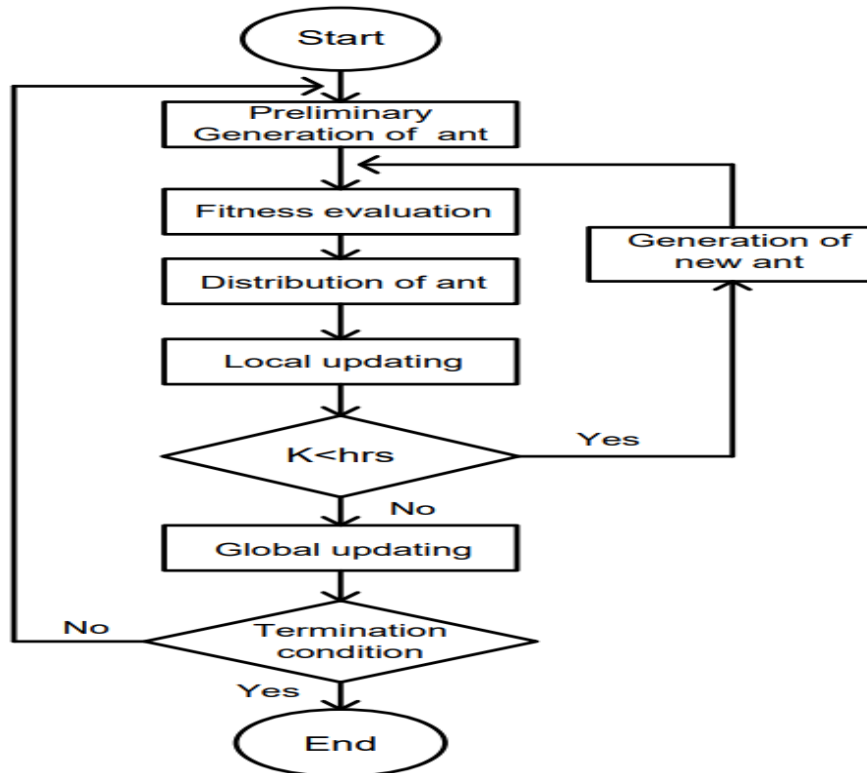 Start
Preliminary
Generation of ant
Fitness evaluation
Generation of
new ant
Distribution of ant
Local updating
K<hrs
Yes
No
Global updating
No
Termination
condition
Yes
End